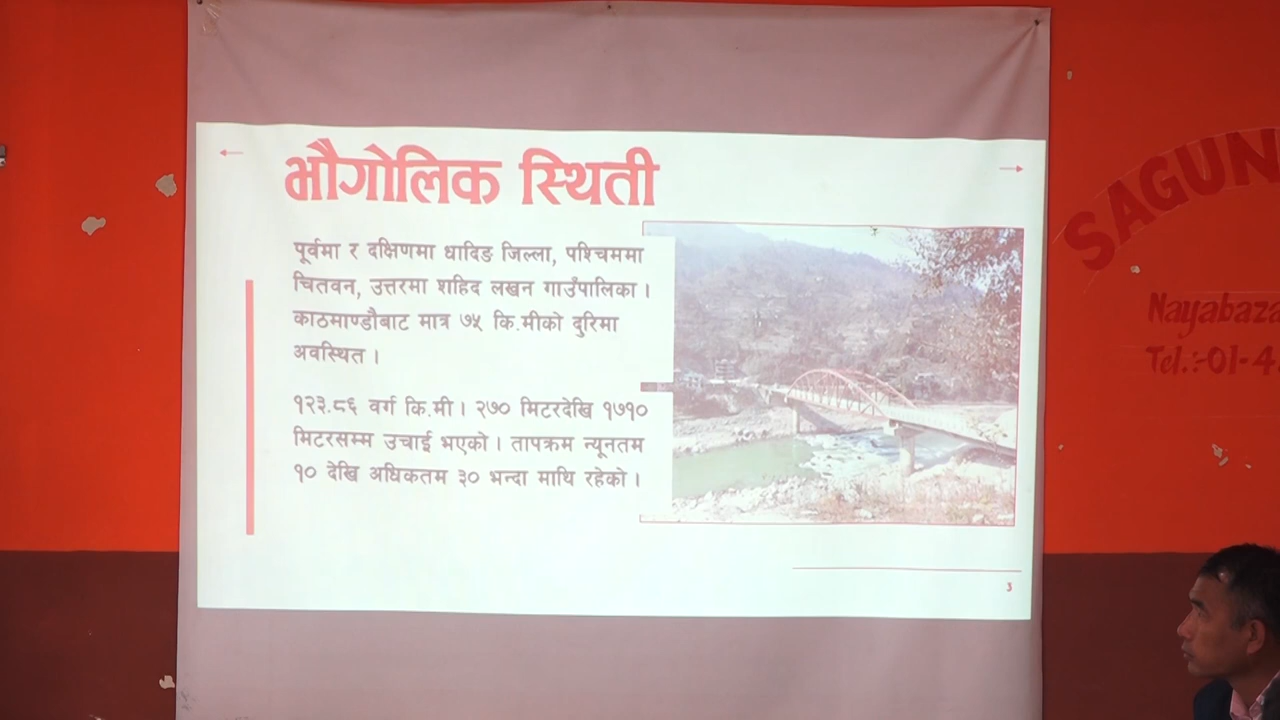 भौगोलिक स्थिती
पूर्वमा र दक्षिणमा धादिङ जिल्ला, पश्चिममा
चितवन, उत्तरमा शहिद लखन गाउँपालिका ।
काठमाण्डौबाट मात्र ७५ कि.मीको दुरिमा
अवस्थित ।
१२३.८६ वर्ग कि.मी । २७० मिटरदेखि १७१०
मिटरसम्म उचाई भएको । तापक्रम न्यूनतम
१० देखि अधिकतम ३० भन्दा माथि रहेको ।
3
SAGUN
Nayabaza
Tel.:-01-4